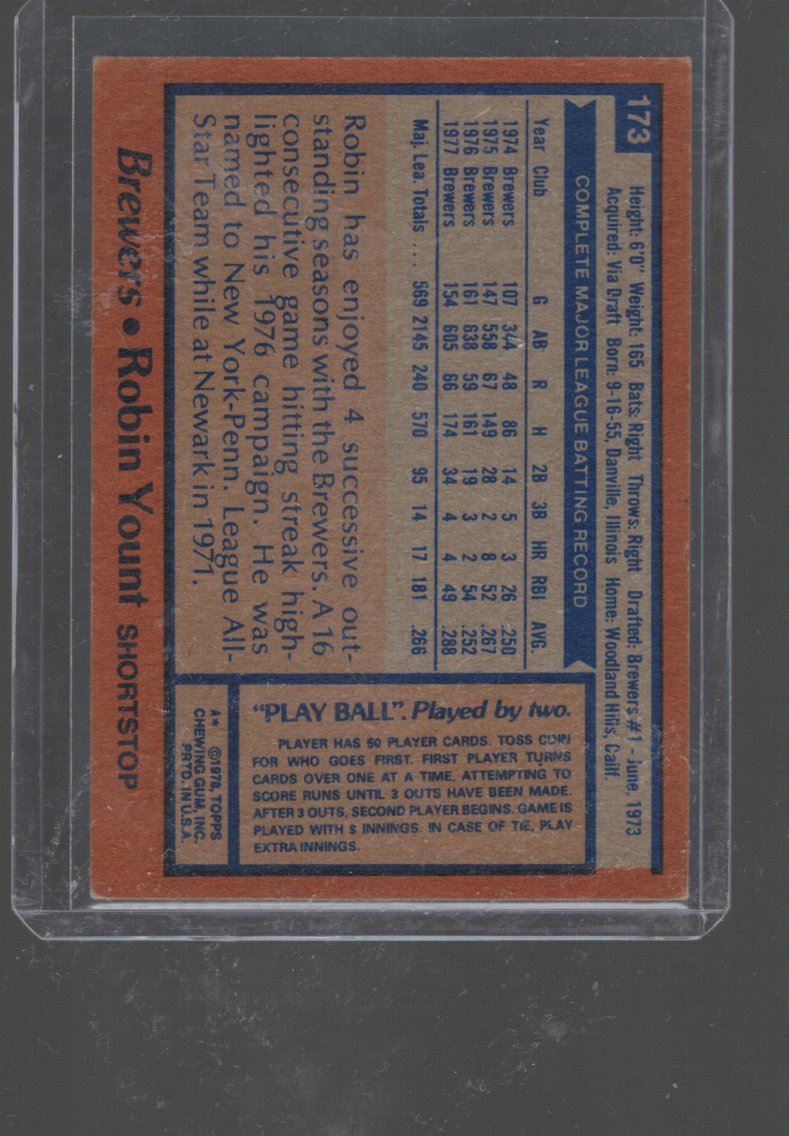 173
Height: 6'0" Weight: 165 Bats: Right Throws: Right Drafted: Brewers #1 - June, 1973
Acquired: Via Draft Born: 9-16-55, Danville, Illinois Home: Woodland Hills, Calif.
COMPLETE MAJOR LEAGUE BATTING RECORD
Year Club G AB R H 2B 3B HR RBI AVG.
1974 Brewers 107 344 48 86 14 5 3 26 .250
1975 Brewers 147 558 67 149 28 2 8 52 .267
1976 Brewers 161 638 59 161 19 3 2 54 .252
1977 Brewers 154 605 66 174 34 4 4 49 .288
Maj. Lea. Totals .... 569 2145 240 570 95 14 17 181 .266
Robin has enjoyed 4 successive out-
standing seasons with the Brewers. A 16
consecutive game hitting streak high-
lighted his 1976 campaign. He was
named to New York-Penn. League All-
Star Team while at Newark in 1971.
"PLAY BALL". Played by two.
PLAYER HAS 50 PLAYER CARDS. TOSS COIN
FOR WHO GOES FIRST. FIRST PLAYER TURNS
CARDS OVER ONE AT A TIME, ATTEMPTING TO
SCORE RUNS UNTIL 3 OUTS HAVE BEEN MADE.
AFTER 3 OUTS, SECOND PLAYER BEGINS. GAME IS
PLAYED WITH 9 INNINGS. IN CASE OF TIE, PLAY
EXTRA INNINGS.
A* ©1978, TOPPS
CHEWING GUM, INC.
PRTD. IN U.S.A.
Brewers • Robin Yount SHORTSTOP